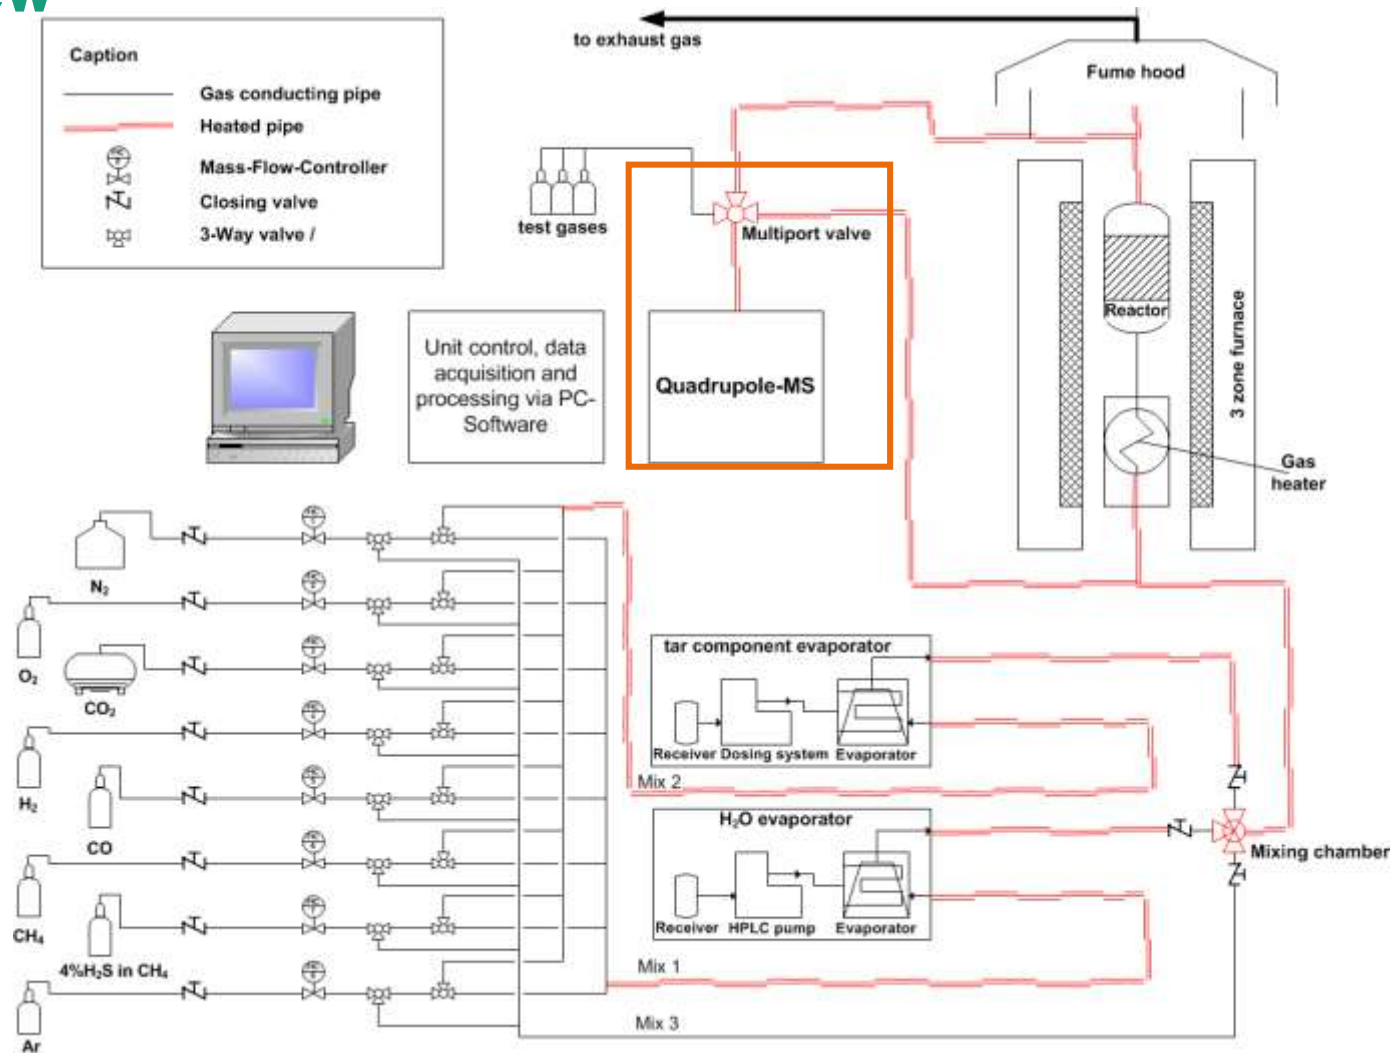 to exhaust gas
Caption
Gas conducting pipe
Heated pipe
Mass-Flow-Controller
Closing valve
3-Way valve /
Fume hood
test gases
Multiport valve
Reactor
3 zone furnace
Gas
heater
Unit control, data
acquisition and
processing via PC-
Software
Quadrupole-MS
N2
O2
CO2
H2
CO
CH4
4%H2S in CH4
Ar
tar component evaporator
Receiver Dosing system Evaporator
Mix 2
H2O evaporator
Receiver HPLC pump Evaporator
Mixing chamber
Mix 1
Mix 3